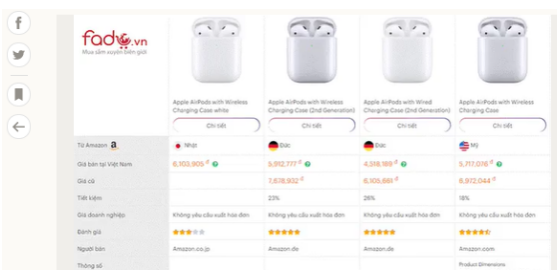 fado.vn
Mua sắm xuyên biên giới
Apple AirPods with Wireless Charging Case-white
Apple AirPods with Wireless Charging Case (2nd Generation)
Apple AirPods with Wired Charging Case (2nd Generation)
Apple AirPods with Wireless Charging Case
Chi tiết Chi tiết Chi tiết Chi tiết
Từ Amazon a Nhật Đức Đức Mỹ
Giá bán tại Việt Nam 6,103,905 đ 5,912,777 đ 4,318,189 đ 5,717,076 đ
Giá cũ 7,678,932 đ 6,105,661 đ 6,972,044 đ
Tiết kiệm 23% 26% 18%
Giá doanh nghiệp Không yêu cầu xuất hóa đơn Không yêu cầu xuất hóa đơn Không yêu cầu xuất hóa đơn Không yêu cầu xuất hóa đơn
Đánh giá
Người bán Amazon.co.jp Amazon.de Amazon.de Amazon.com
Thông số Product Dimensions